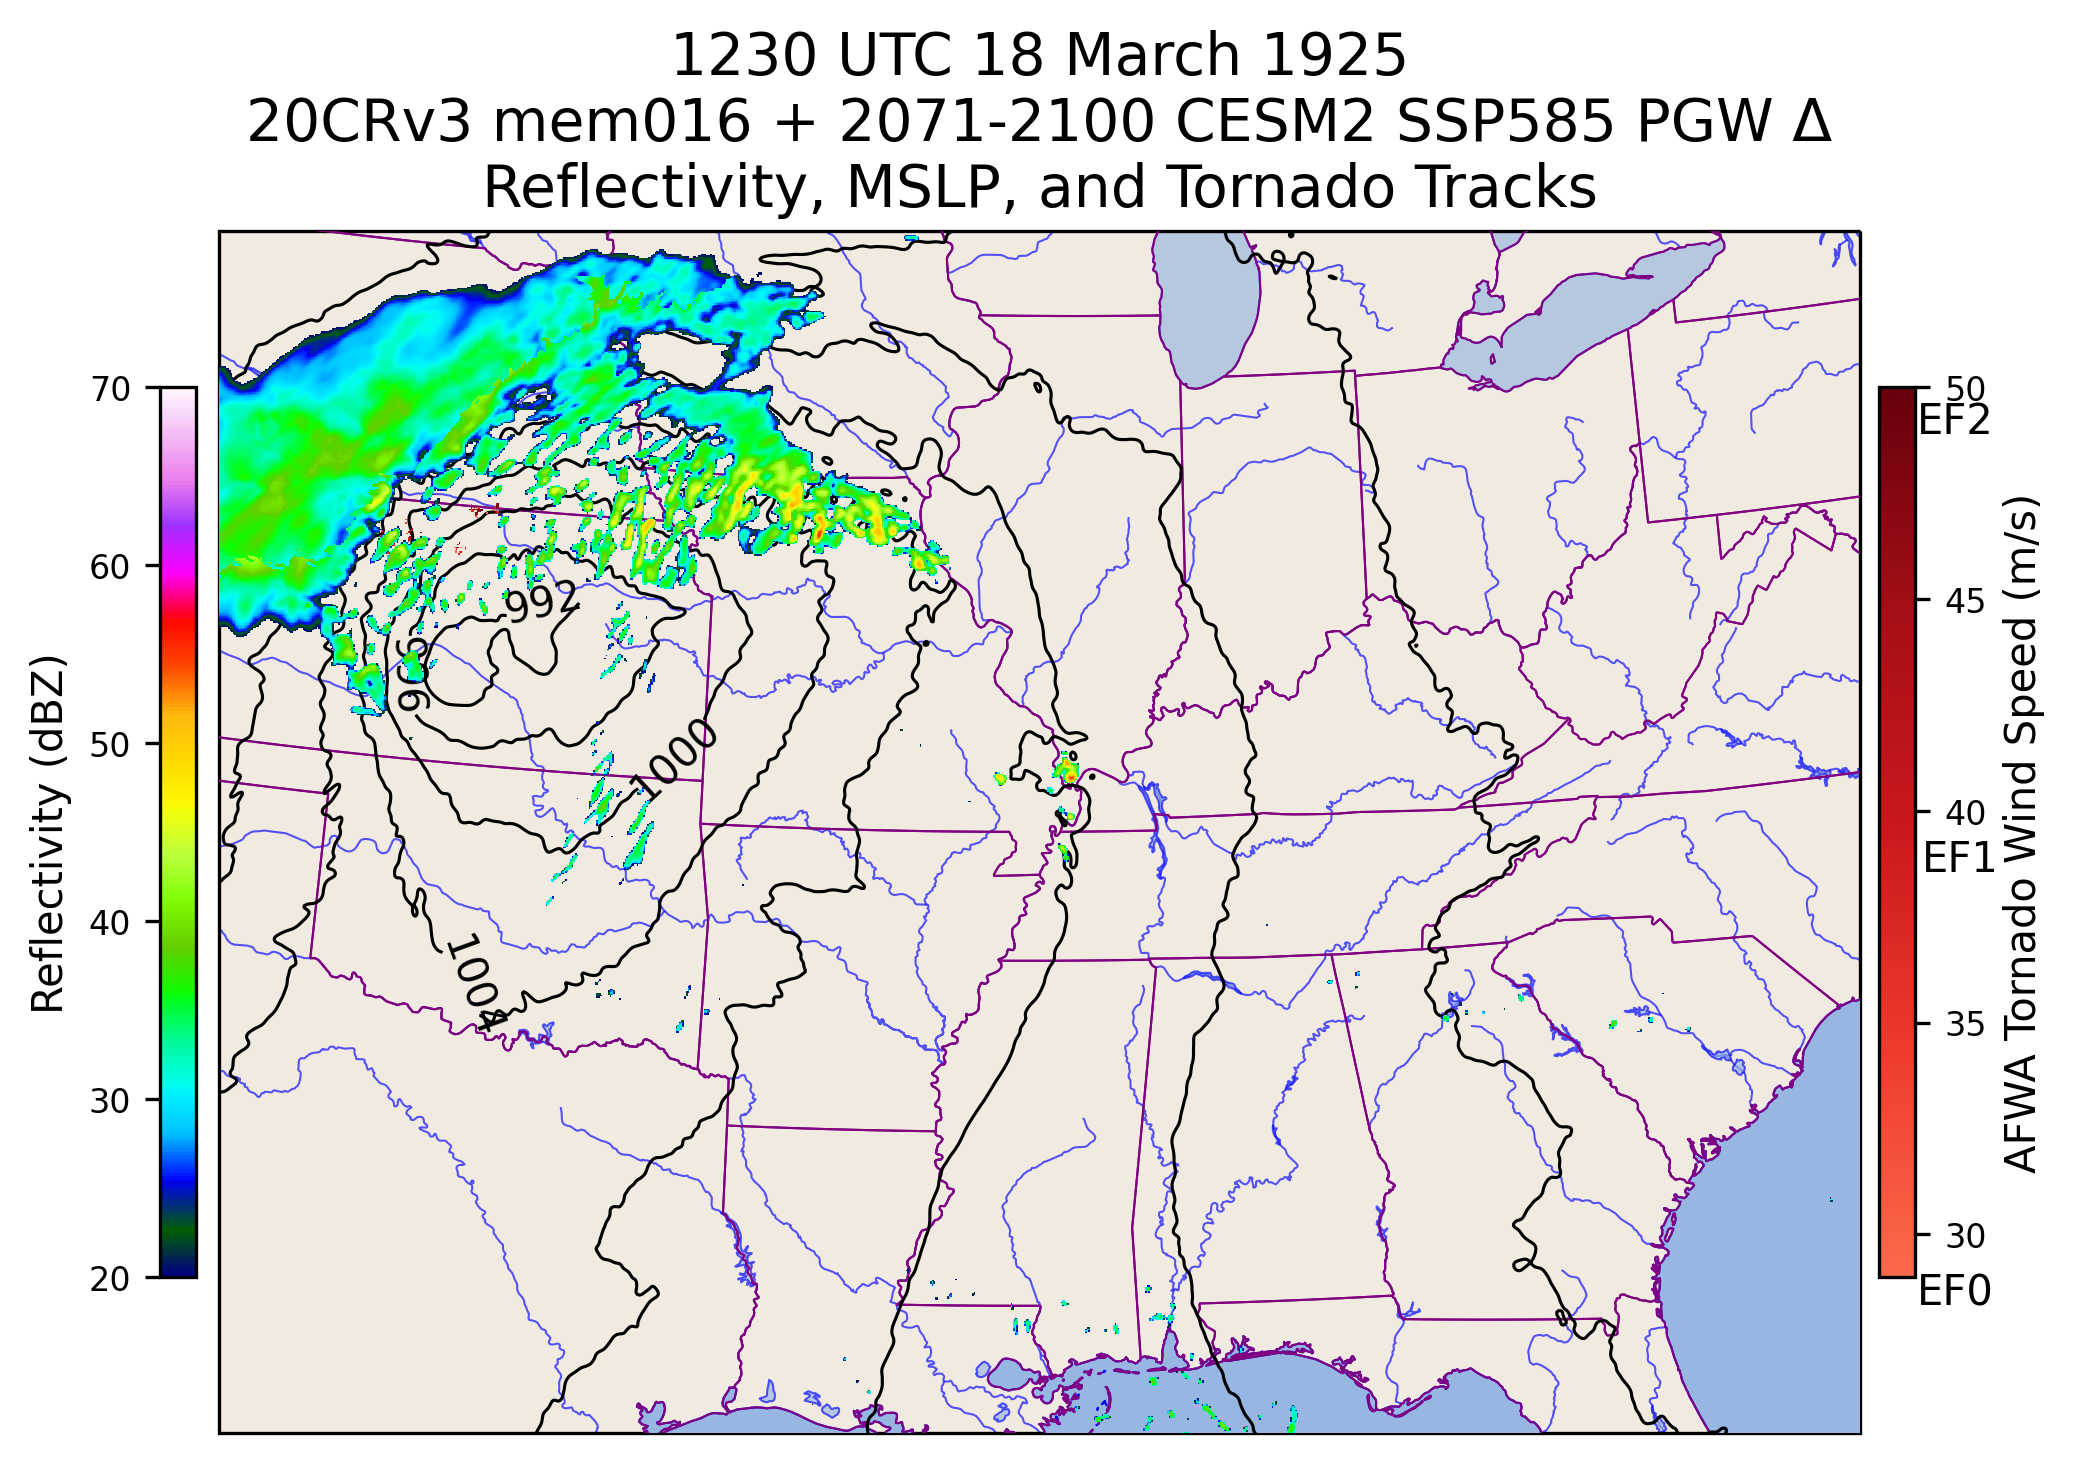 1230 UTC 18 March 1925
20CRv3 mem016 + 2071-2100 CESM2 SSP585 PGW Δ
Reflectivity, MSLP, and Tornado Tracks
70
60
50
40
30
20
Reflectivity (dBZ)
992
996
1000
1004
50
EF2
45
40
EF1
35
30
EF0
AFWA Tornado Wind Speed (m/s)